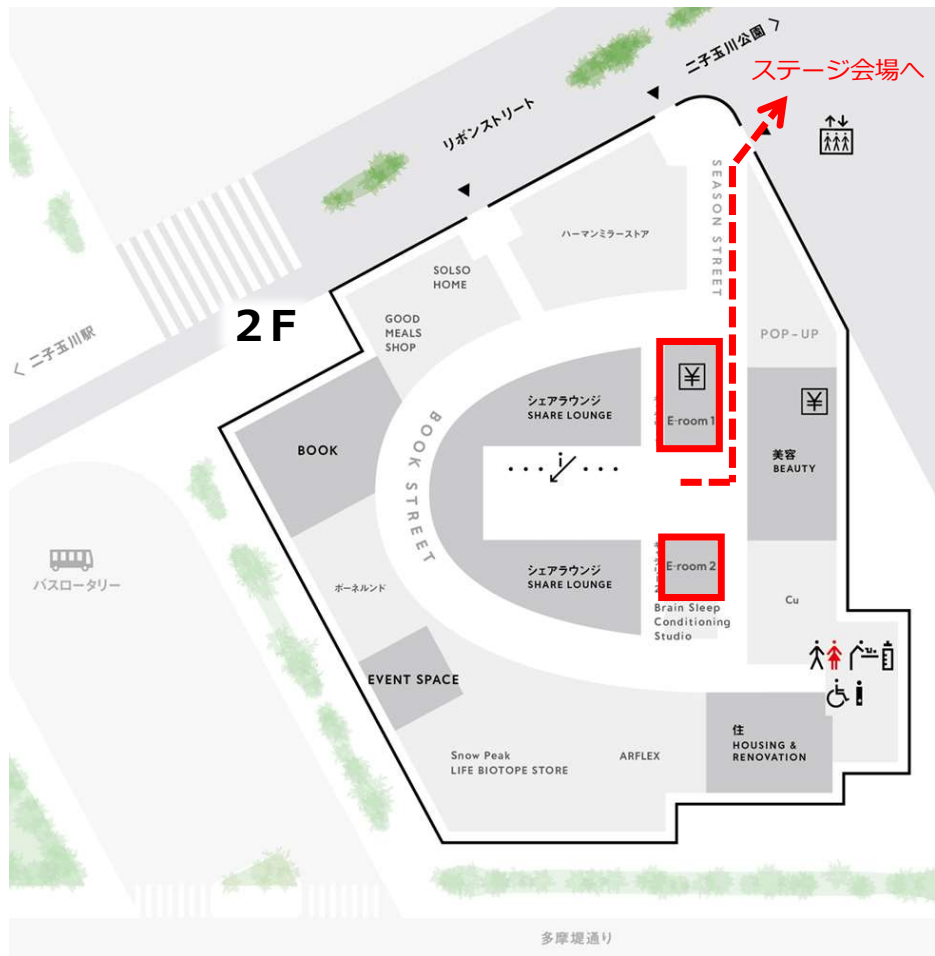 二子玉川公園 >
ステージ会場へ
リボンストリート
SEASON STREET
ハーマンミラーストア
SOLSO
HOME
2F
GOOD
MEALS
SHOP
< 二子玉川駅
POP-UP
シェアラウンジ
SHARE LOUNGE
¥
E-room 1
¥
BOOK
BOOK STREET
美容
BEAUTY
i
バスロータリー
ボーネルンド
シェアラウンジ
SHARE LOUNGE
E-room 2
Cu
Brain Sleep
Conditioning
Studio
EVENT SPACE
住
HOUSING &
RENOVATION
Snow Peak
LIFE BIOTOPE STORE
ARFLEX
多摩堤通り